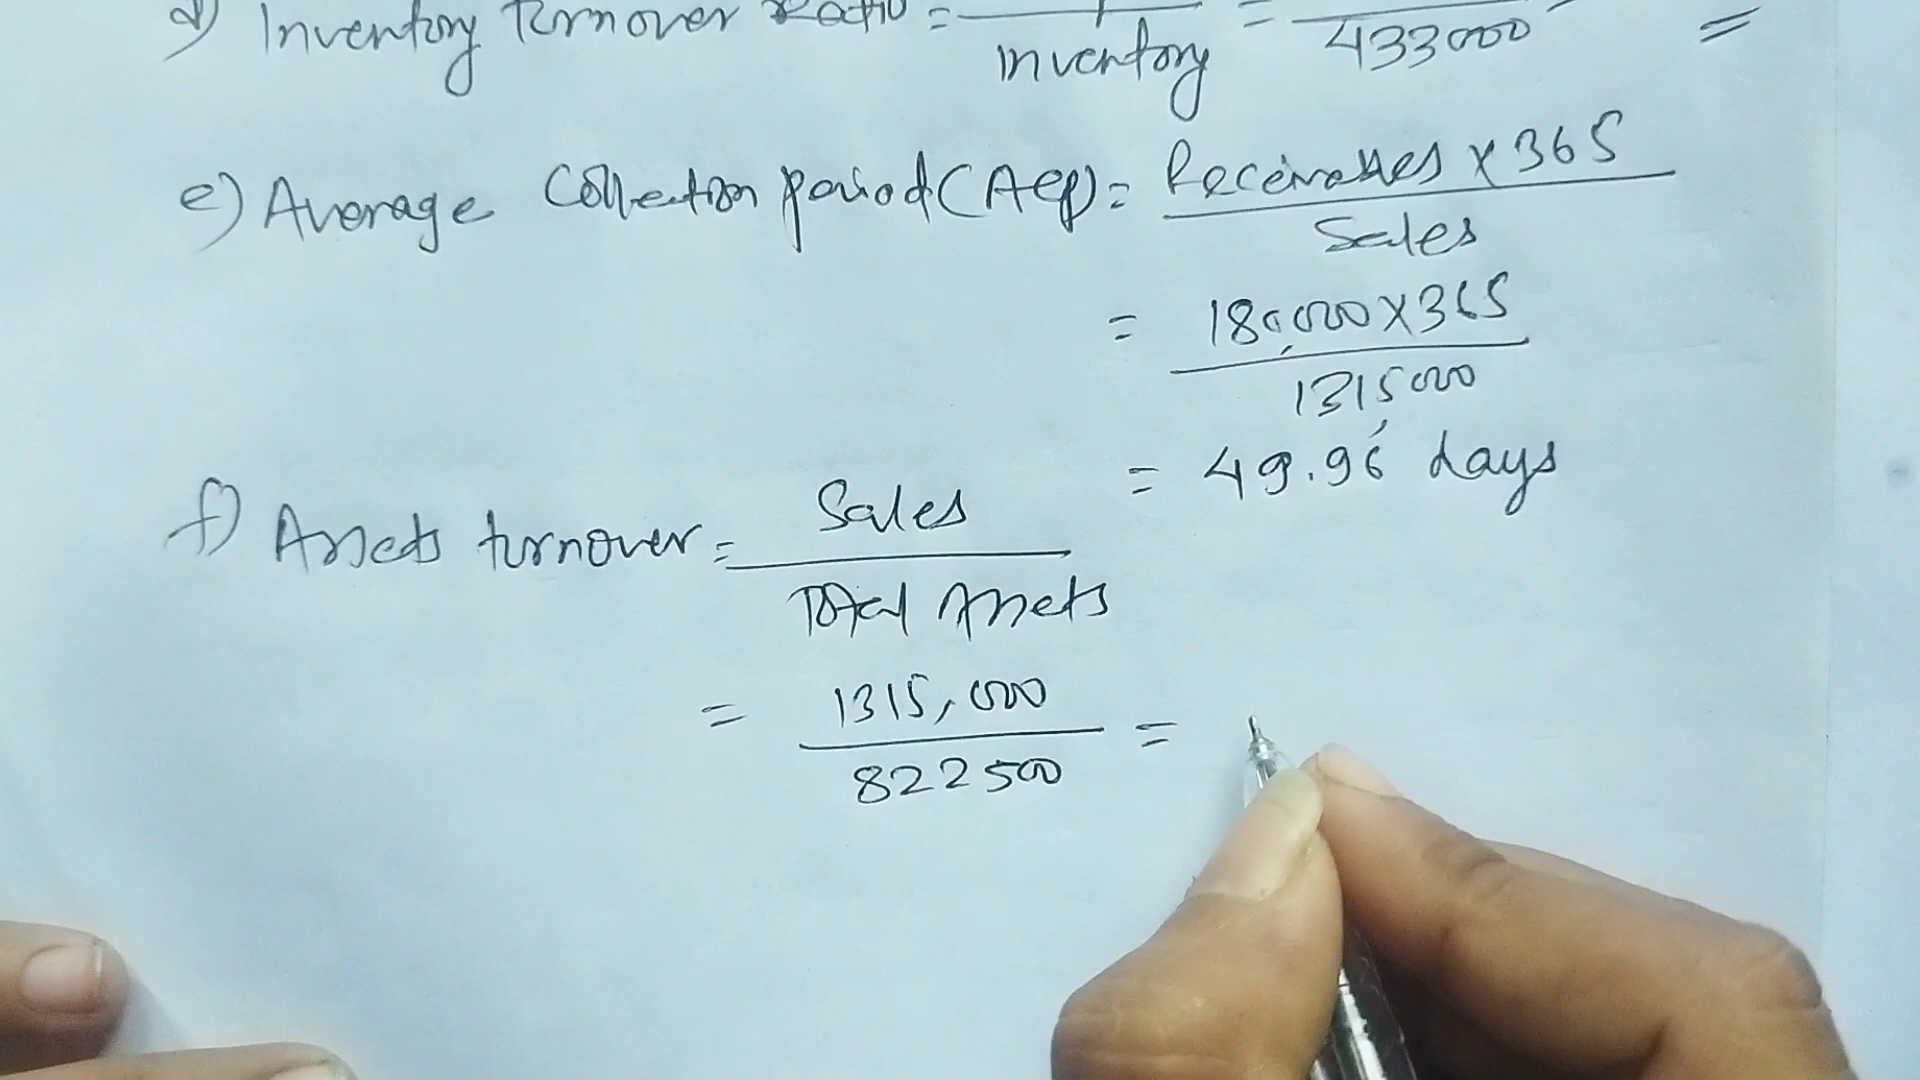 d) Inventory turnover Ratio = / inventory = / 433000 =
e) Average Collection period (ACP) = Receivables x 365 / Sales
= 180,000 x 365 / 1315000
= 49.96 days
f) Assets turnover = Sales / Total Assets
= 1315,000 / 822500 =